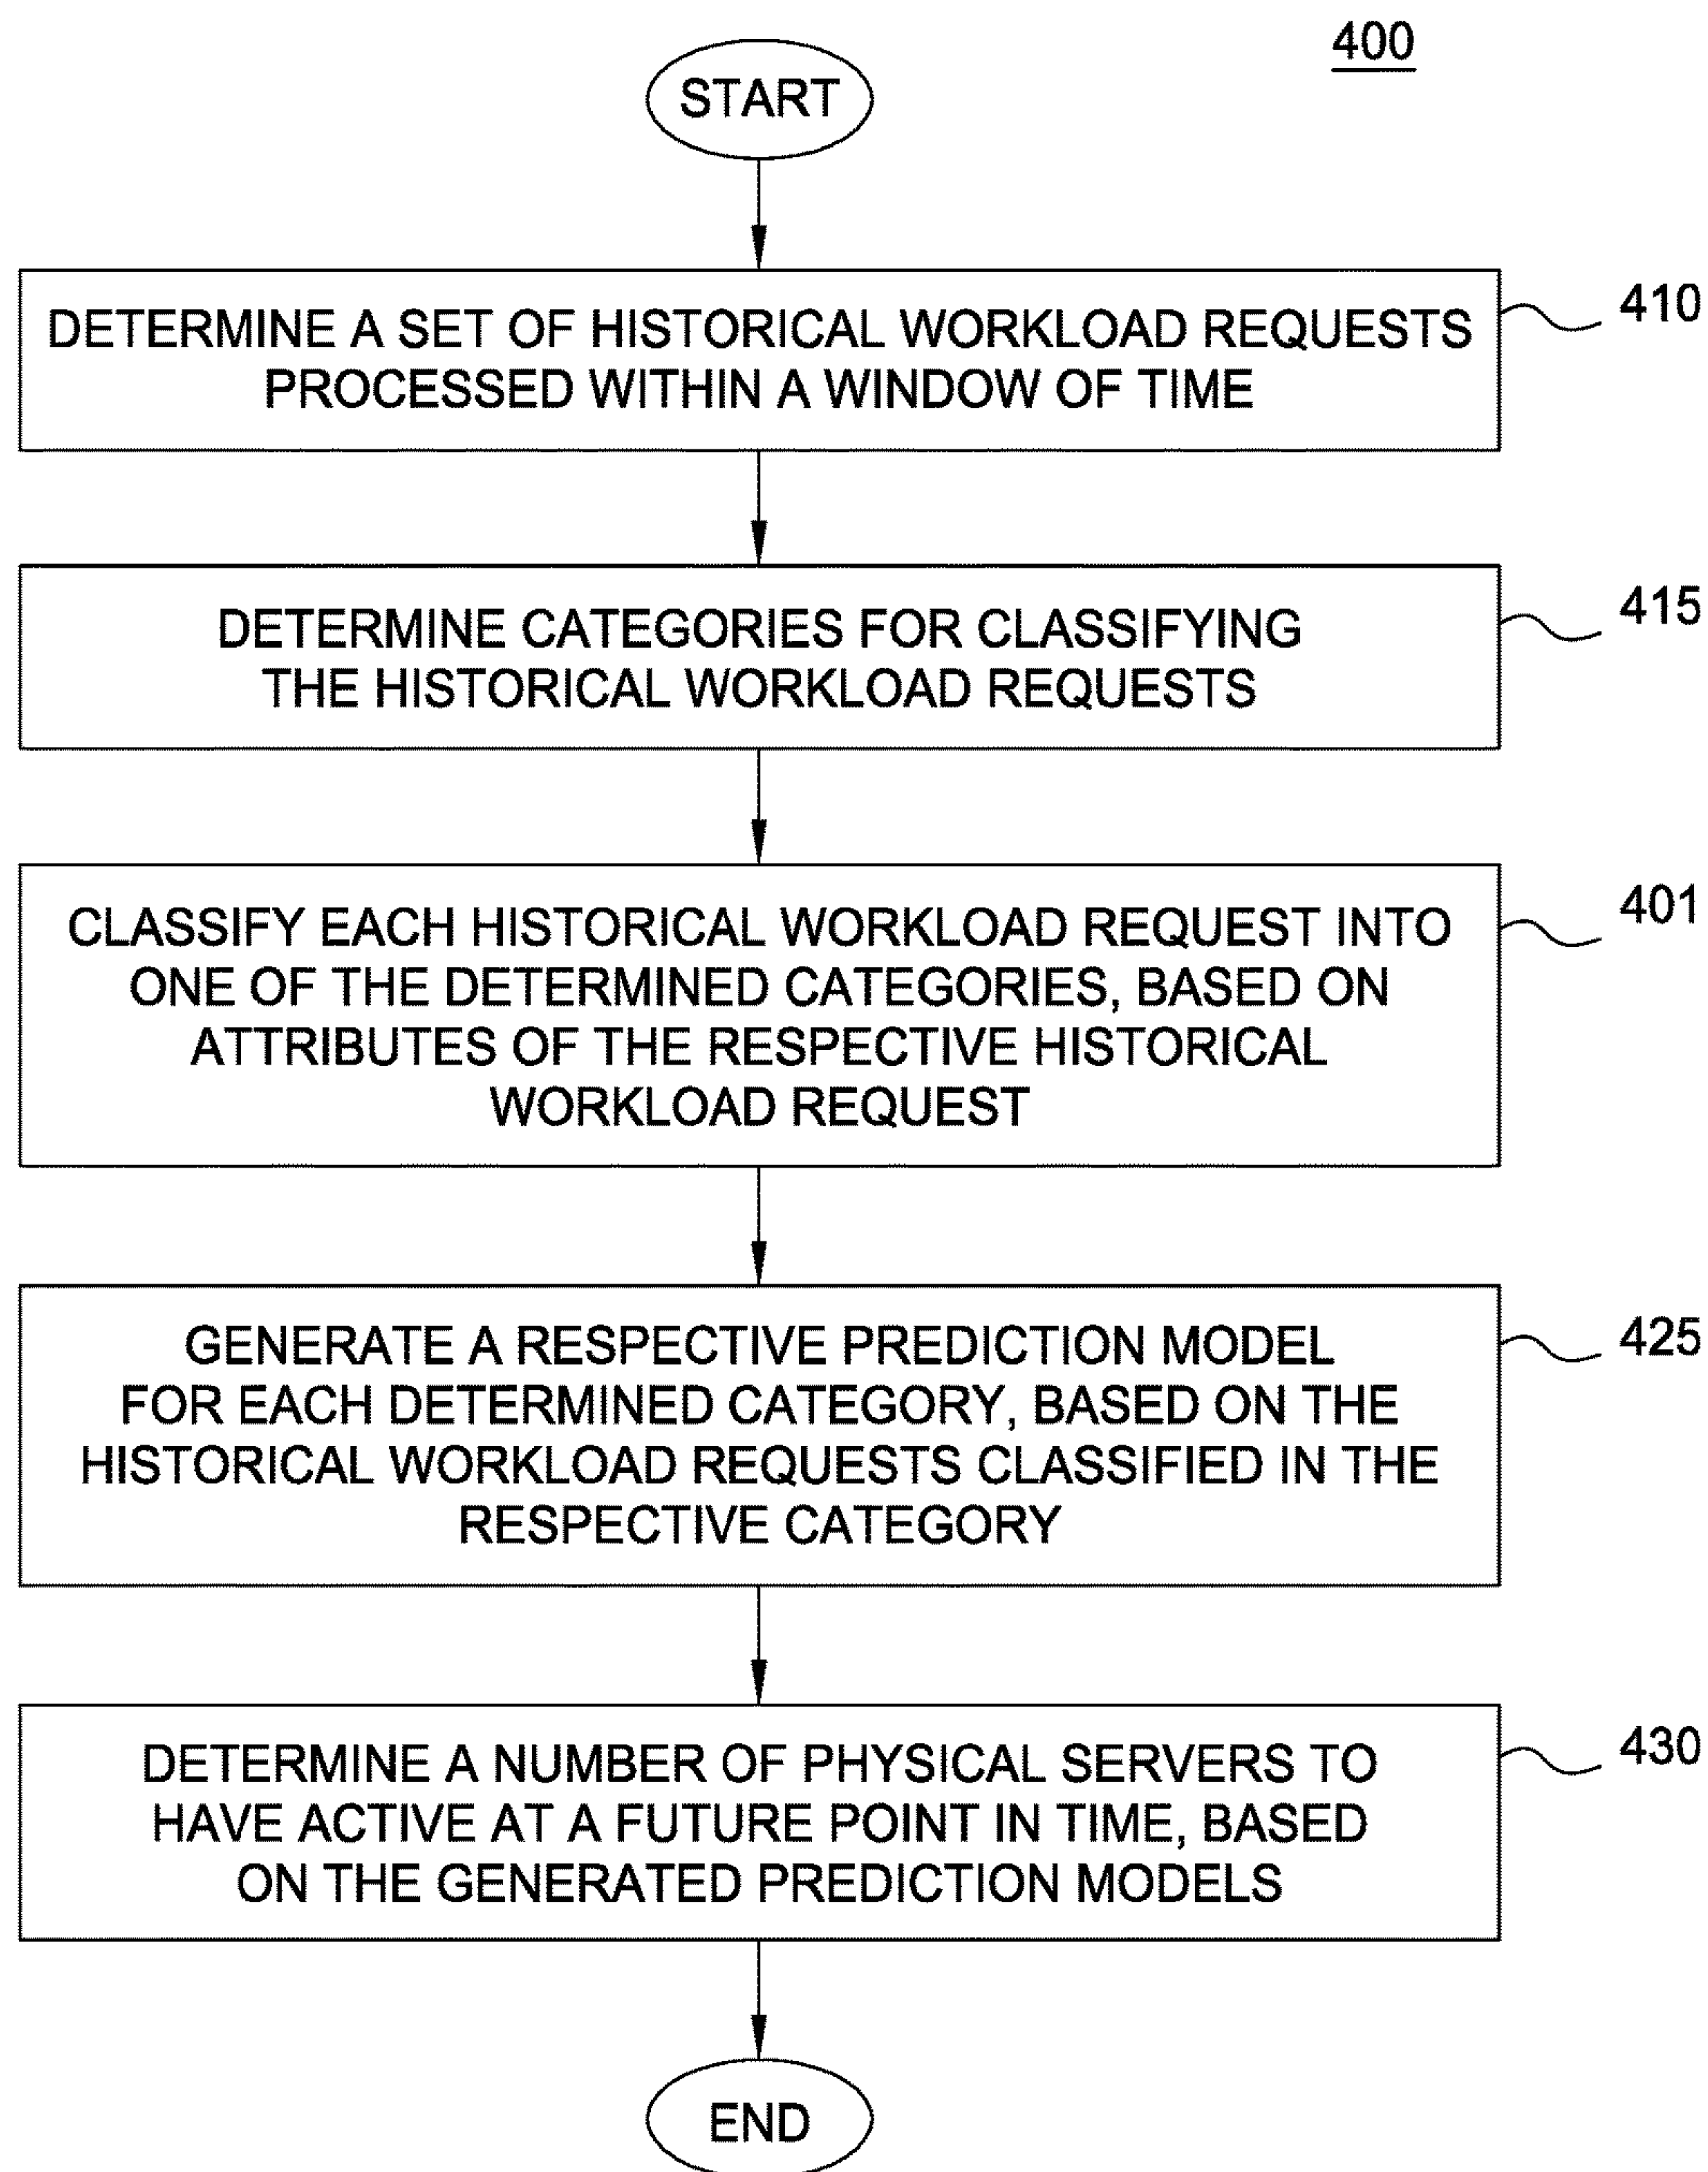 400
START
DETERMINE A SET OF HISTORICAL WORKLOAD REQUESTS
PROCESSED WITHIN A WINDOW OF TIME
410
DETERMINE CATEGORIES FOR CLASSIFYING
THE HISTORICAL WORKLOAD REQUESTS
415
CLASSIFY EACH HISTORICAL WORKLOAD REQUEST INTO
ONE OF THE DETERMINED CATEGORIES, BASED ON
ATTRIBUTES OF THE RESPECTIVE HISTORICAL
WORKLOAD REQUEST
401
GENERATE A RESPECTIVE PREDICTION MODEL
FOR EACH DETERMINED CATEGORY, BASED ON THE
HISTORICAL WORKLOAD REQUESTS CLASSIFIED IN THE
RESPECTIVE CATEGORY
425
DETERMINE A NUMBER OF PHYSICAL SERVERS TO
HAVE ACTIVE AT A FUTURE POINT IN TIME, BASED
ON THE GENERATED PREDICTION MODELS
430
END